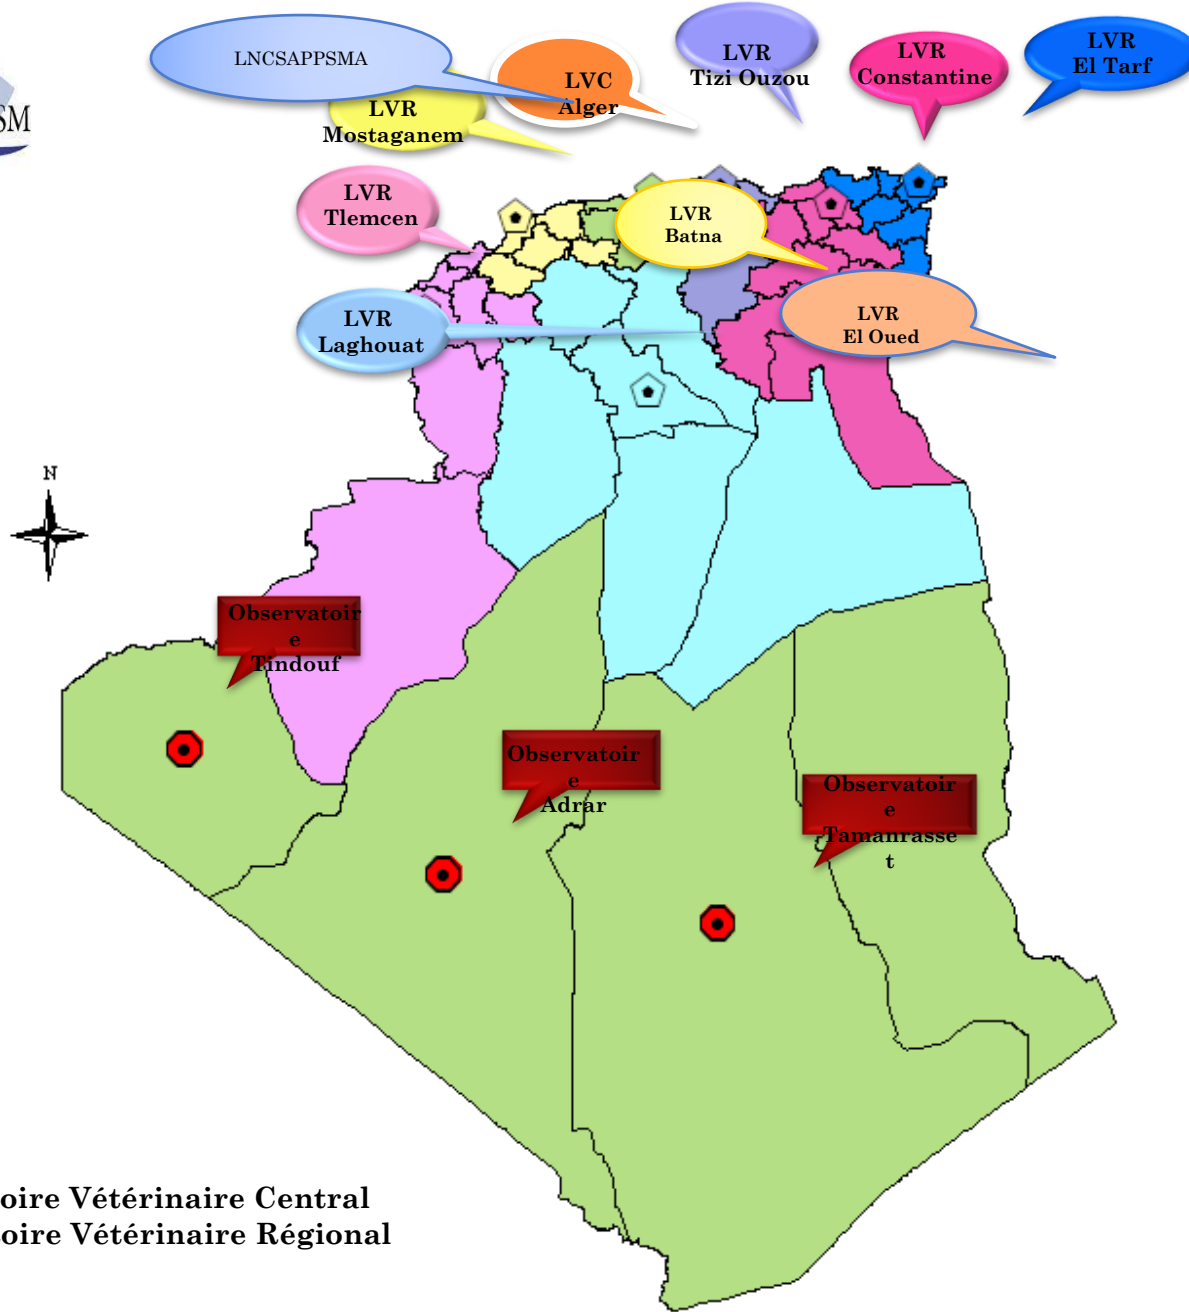 LNCSAPPSMA
LVC
Alger
LVR
Tizi Ouzou
LVR
Constantine
LVR
El Tarf
LVR
Mostaganem
SM
LVR
Tlemcen
LVR
Batna
LVR
Laghouat
LVR
El Oued
N
Observatoir
e
Tindouf
Observatoir
e
Adrar
Observatoir
e
Tamanrasse
t
oire Vétérinaire Central
oire Vétérinaire Régional